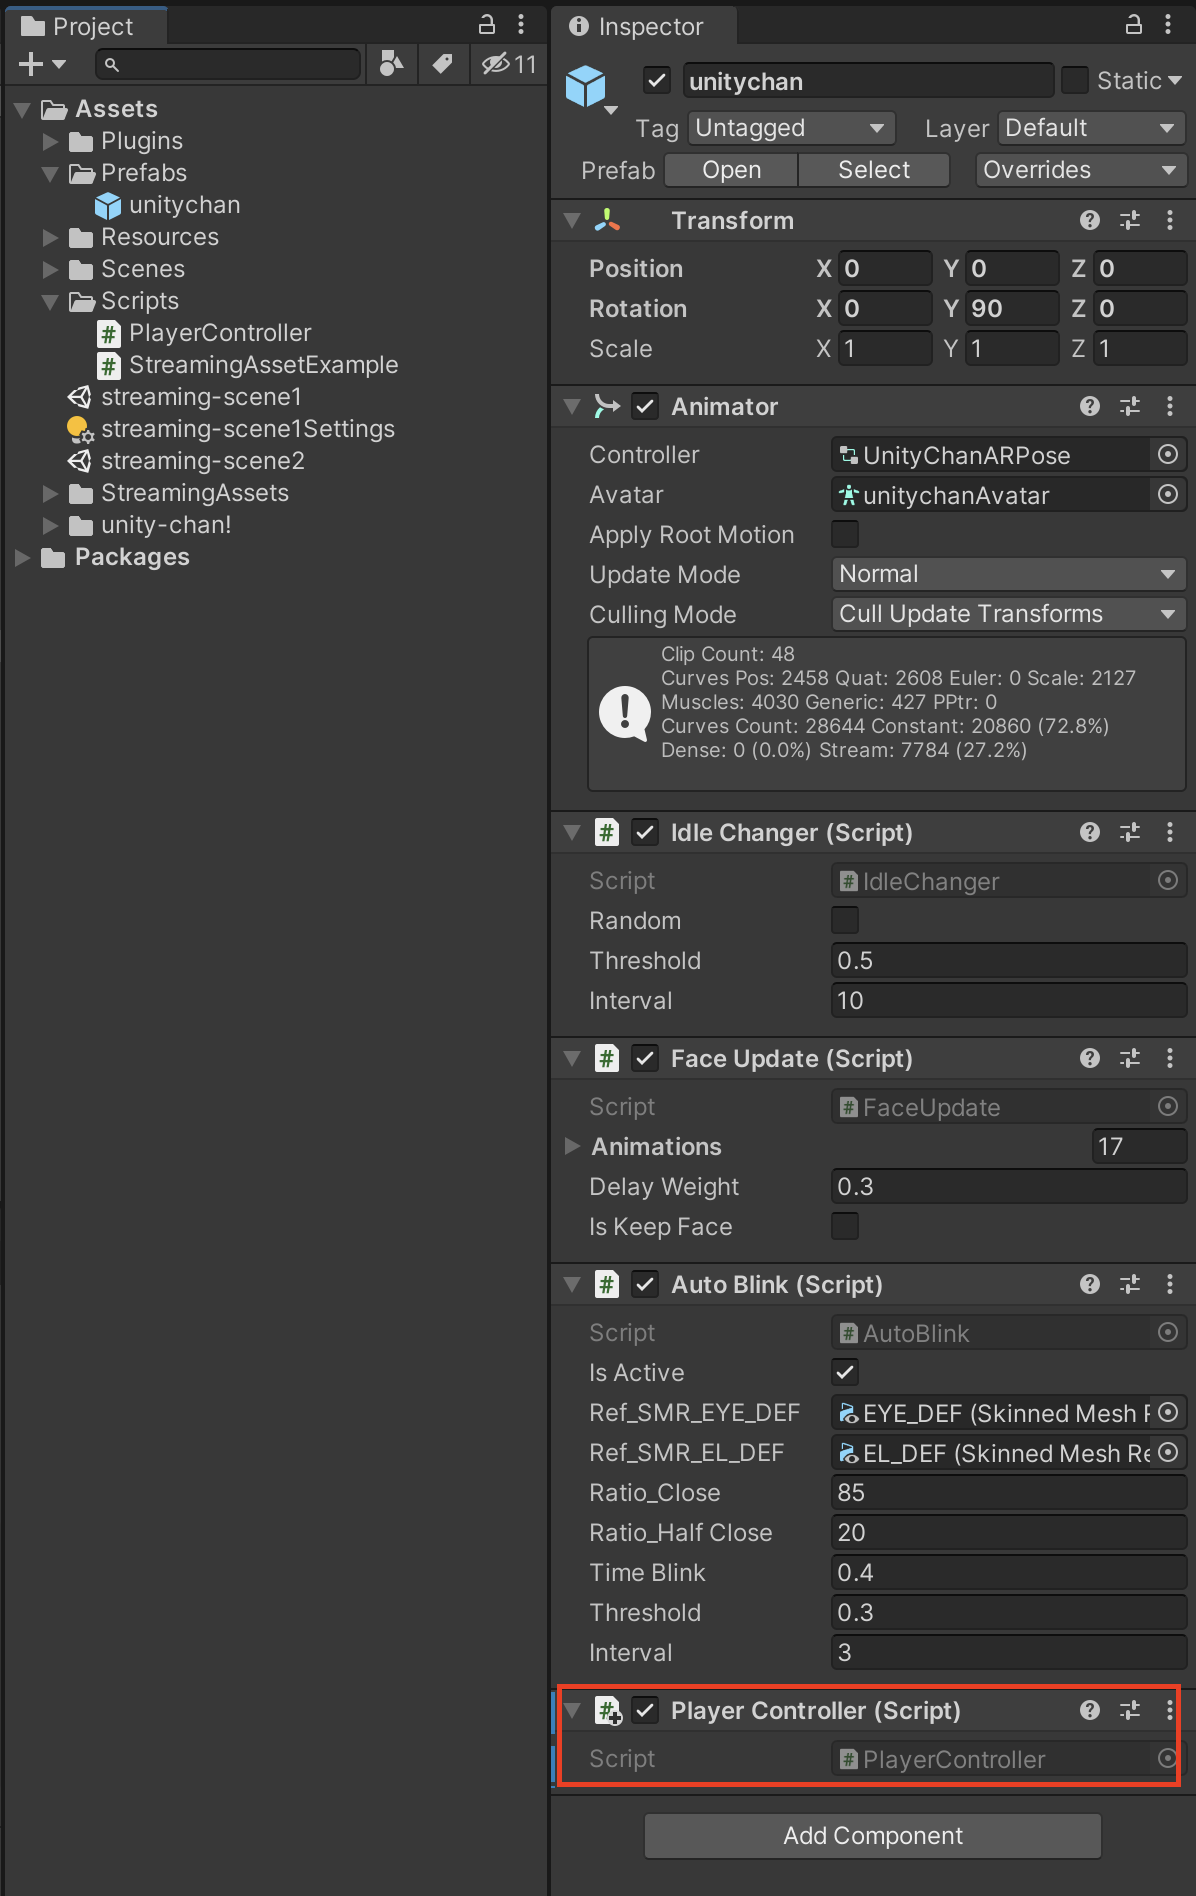 Project
11
Assets
Plugins
Prefabs
unitychan
Resources
Scenes
Scripts
PlayerController
StreamingAssetExample
streaming-scene1
streaming-scene1Settings
streaming-scene2
StreamingAssets
unity-chan!
Packages
Inspector
unitychan Static
Tag Untagged Layer Default
Prefab Open Select Overrides
Transform
Position X 0 Y 0 Z 0
Rotation X 0 Y 90 Z 0
Scale X 1 Y 1 Z 1
Animator
Controller UnityChanARPose
Avatar unitychanAvatar
Apply Root Motion
Update Mode Normal
Culling Mode Cull Update Transforms
Clip Count: 48
Curves Pos: 2458 Quat: 2608 Euler: 0 Scale: 2127
Muscles: 4030 Generic: 427 PPtr: 0
Curves Count: 28644 Constant: 20860 (72.8%)
Dense: 0 (0.0%) Stream: 7784 (27.2%)
# Idle Changer (Script)
Script # IdleChanger
Random
Threshold 0.5
Interval 10
# Face Update (Script)
Script # FaceUpdate
Animations 17
Delay Weight 0.3
Is Keep Face
# Auto Blink (Script)
Script # AutoBlink
Is Active
Ref_SMR_EYE_DEF EYE_DEF (Skinned Mesh R
Ref_SMR_EL_DEF EL_DEF (Skinned Mesh Re
Ratio_Close 85
Ratio_Half Close 20
Time Blink 0.4
Threshold 0.3
Interval 3
# Player Controller (Script)
Script # PlayerController
Add Component